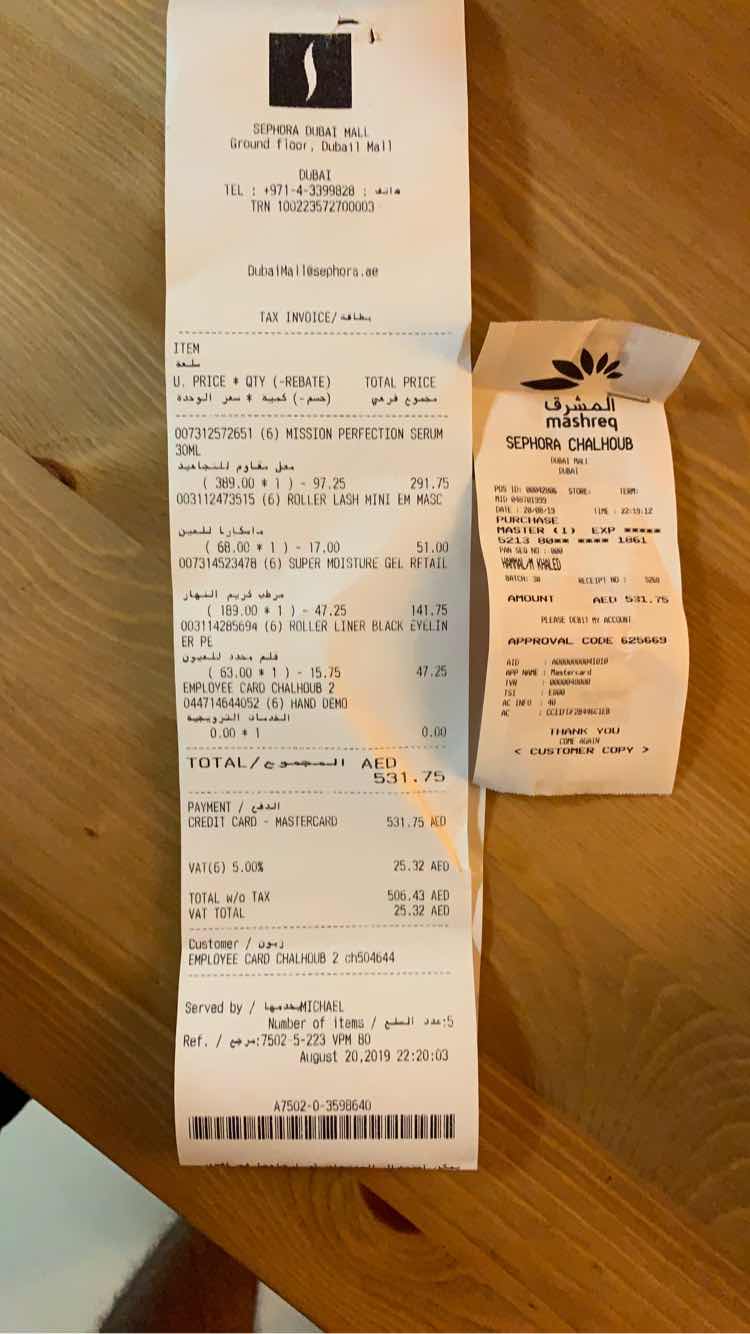 SEPHORA DUBAI MALL
Ground floor, Dubail Mall
DUBAI
TEL : +971-4-3399828 : هاتف
TRN 100223572700003
DubaiMall@sephora.ae
TAX INVOICE/بطاقة
ITEM
سلعة
U. PRICE * QTY (-REBATE) TOTAL PRICE
(حسم-) كمية * سعر الوحدة مجموع فرعي
007312572651 (6) MISSION PERFECTION SERUM
30ML
مصل مقاوم للتجاعيد
( 389.00 * 1 ) - 97.25 291.75
003112473515 (6) ROLLER LASH MINI EM MASC
ماسكارا للعين
( 68.00 * 1 ) - 17.00 51.00
007314523478 (6) SUPER MOISTURE GEL RETAIL
مرطب كريم النهار
( 189.00 * 1 ) - 47.25 141.75
003114285694 (6) ROLLER LINER BLACK EYELIN
ER PE
قلم محدد للعيون
( 63.00 * 1 ) - 15.75 47.25
EMPLOYEE CARD CHALHOUB 2
044714644052 (6) HAND DEMO
الخدمات الترويجية
0.00 * 1 0.00
TOTAL/المجموع AED
531.75
PAYMENT / الدفع
CREDIT CARD - MASTERCARD 531.75 AED
VAT(6) 5.00% 25.32 AED
TOTAL w/o TAX 506.43 AED
VAT TOTAL 25.32 AED
Customer / زبون
EMPLOYEE CARD CHALHOUB 2 ch504644
Served by / MICHAEL
Number of items / عدد السلع:5
Ref. / مرجع:7502-5-223 VPM 80
August 20,2019 22:20:03
A7502-0-3598640
المشرق
mashreq
SEPHORA CHALHOUB
DUBAI MALL
DUBAI
POS ID: 00042806 STORE: TERM:
MID 040701999
DATE : 20/08/19 TIME : 22:19:12
PURCHASE
MASTER (1) EXP *****
5213 80** **** 1861
PAN SEQ NO : 000
HAMMAL/M KHALED
BATCH: 30 RECEIPT NO : 5260
AMOUNT AED 531.75
PLEASE DEBIT MY ACCOUNT
APPROVAL CODE 625669
AID : A0000000041010
APP NAME : Mastercard
TVR : 0000040000
TSI : E800
AC INFO : 40
AC :
THANK YOU
COME AGAIN
< CUSTOMER COPY >